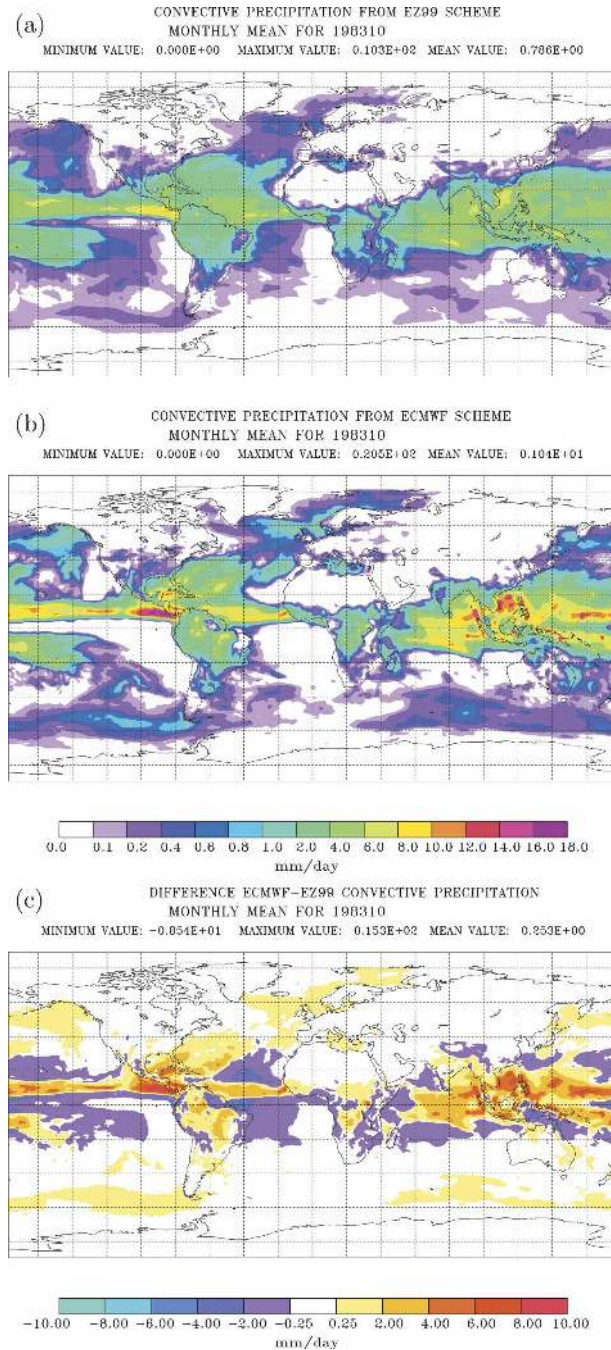 (a)
CONVECTIVE PRECIPITATION FROM EZ99 SCHEME
MONTHLY MEAN FOR 198310
MINIMUM VALUE: 0.000E+00 MAXIMUM VALUE: 0.103E+02 MEAN VALUE: 0.786E+00
(b)
CONVECTIVE PRECIPITATION FROM ECMWF SCHEME
MONTHLY MEAN FOR 198310
MINIMUM VALUE: 0.000E+00 MAXIMUM VALUE: 0.205E+02 MEAN VALUE: 0.104E+01
0.0 0.1 0.2 0.4 0.6 0.8 1.0 2.0 4.0 6.0 8.0 10.0 12.0 14.0 16.0 18.0
mm/day
(c)
DIFFERENCE ECMWF-EZ99 CONVECTIVE PRECIPITATION
MONTHLY MEAN FOR 198310
MINIMUM VALUE: -0.854E+01 MAXIMUM VALUE: 0.153E+02 MEAN VALUE: 0.253E+00
-10.00 -8.00 -6.00 -4.00 -2.00 -0.25 0.25 2.00 4.00 6.00 8.00 10.00
mm/day